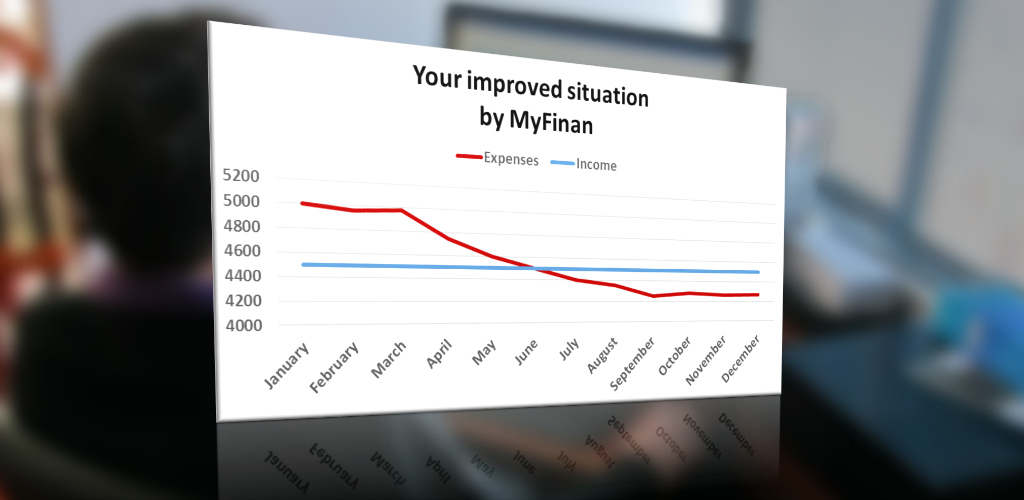 Your improved situation
by MyFinan
Expenses Income
5200
5000
4800
4600
4400
4200
4000
January February March April May June July August September October November December